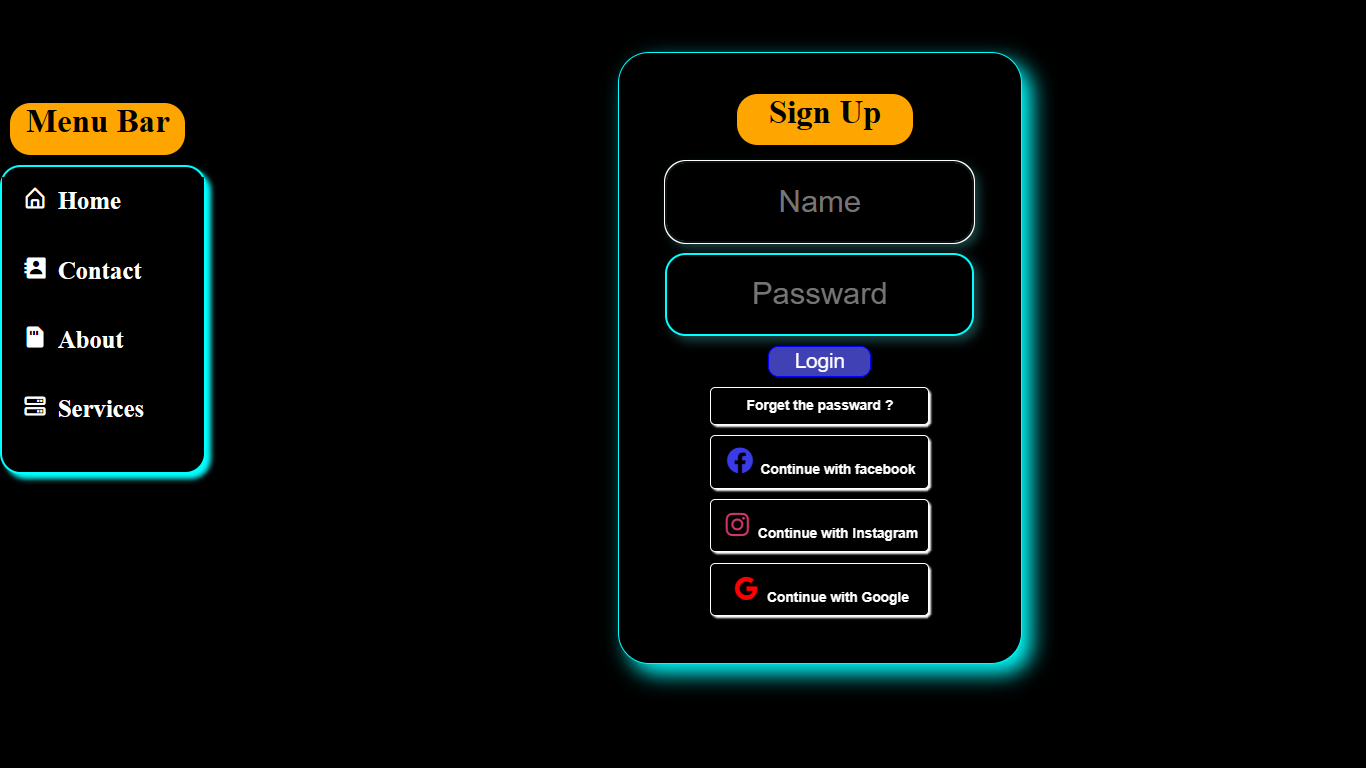 Menu Bar
Home
Contact
About
Services
Sign Up
Name
Passward
Login
Forget the passward ?
Continue with facebook
Continue with Instagram
Continue with Google